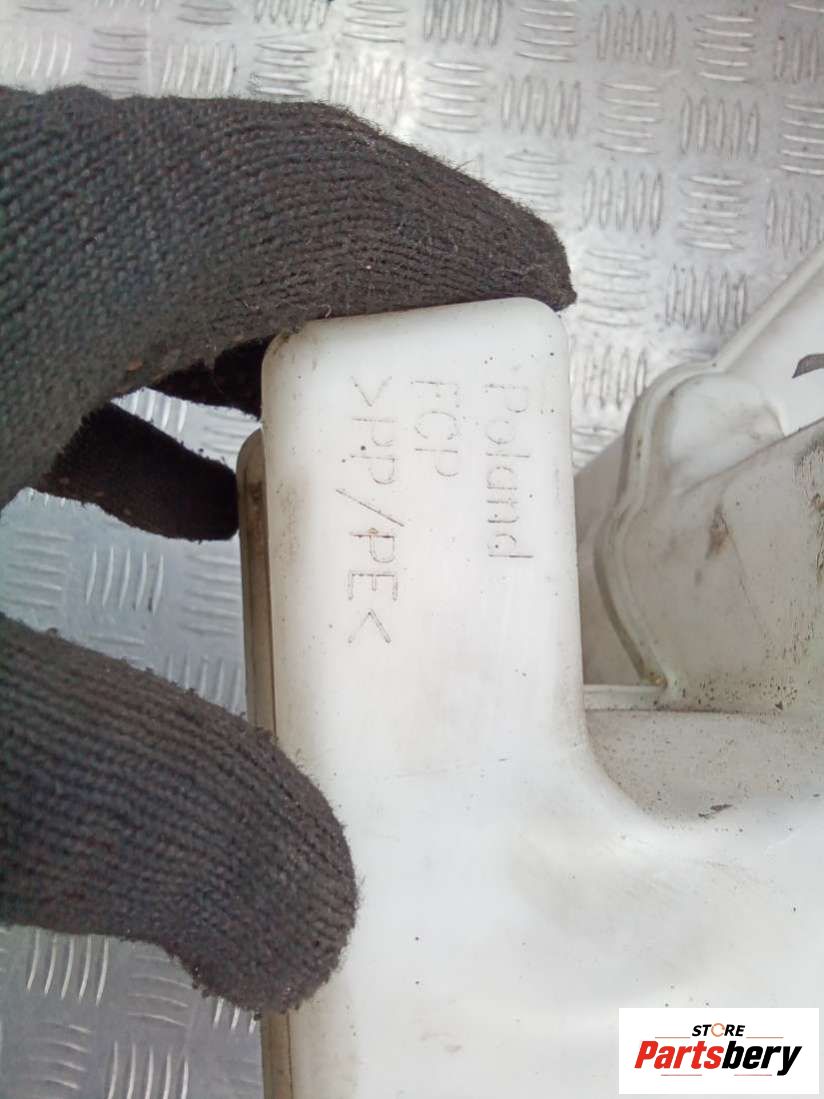 Poland
FCP
>PP/PE<
STORE
Partsbery